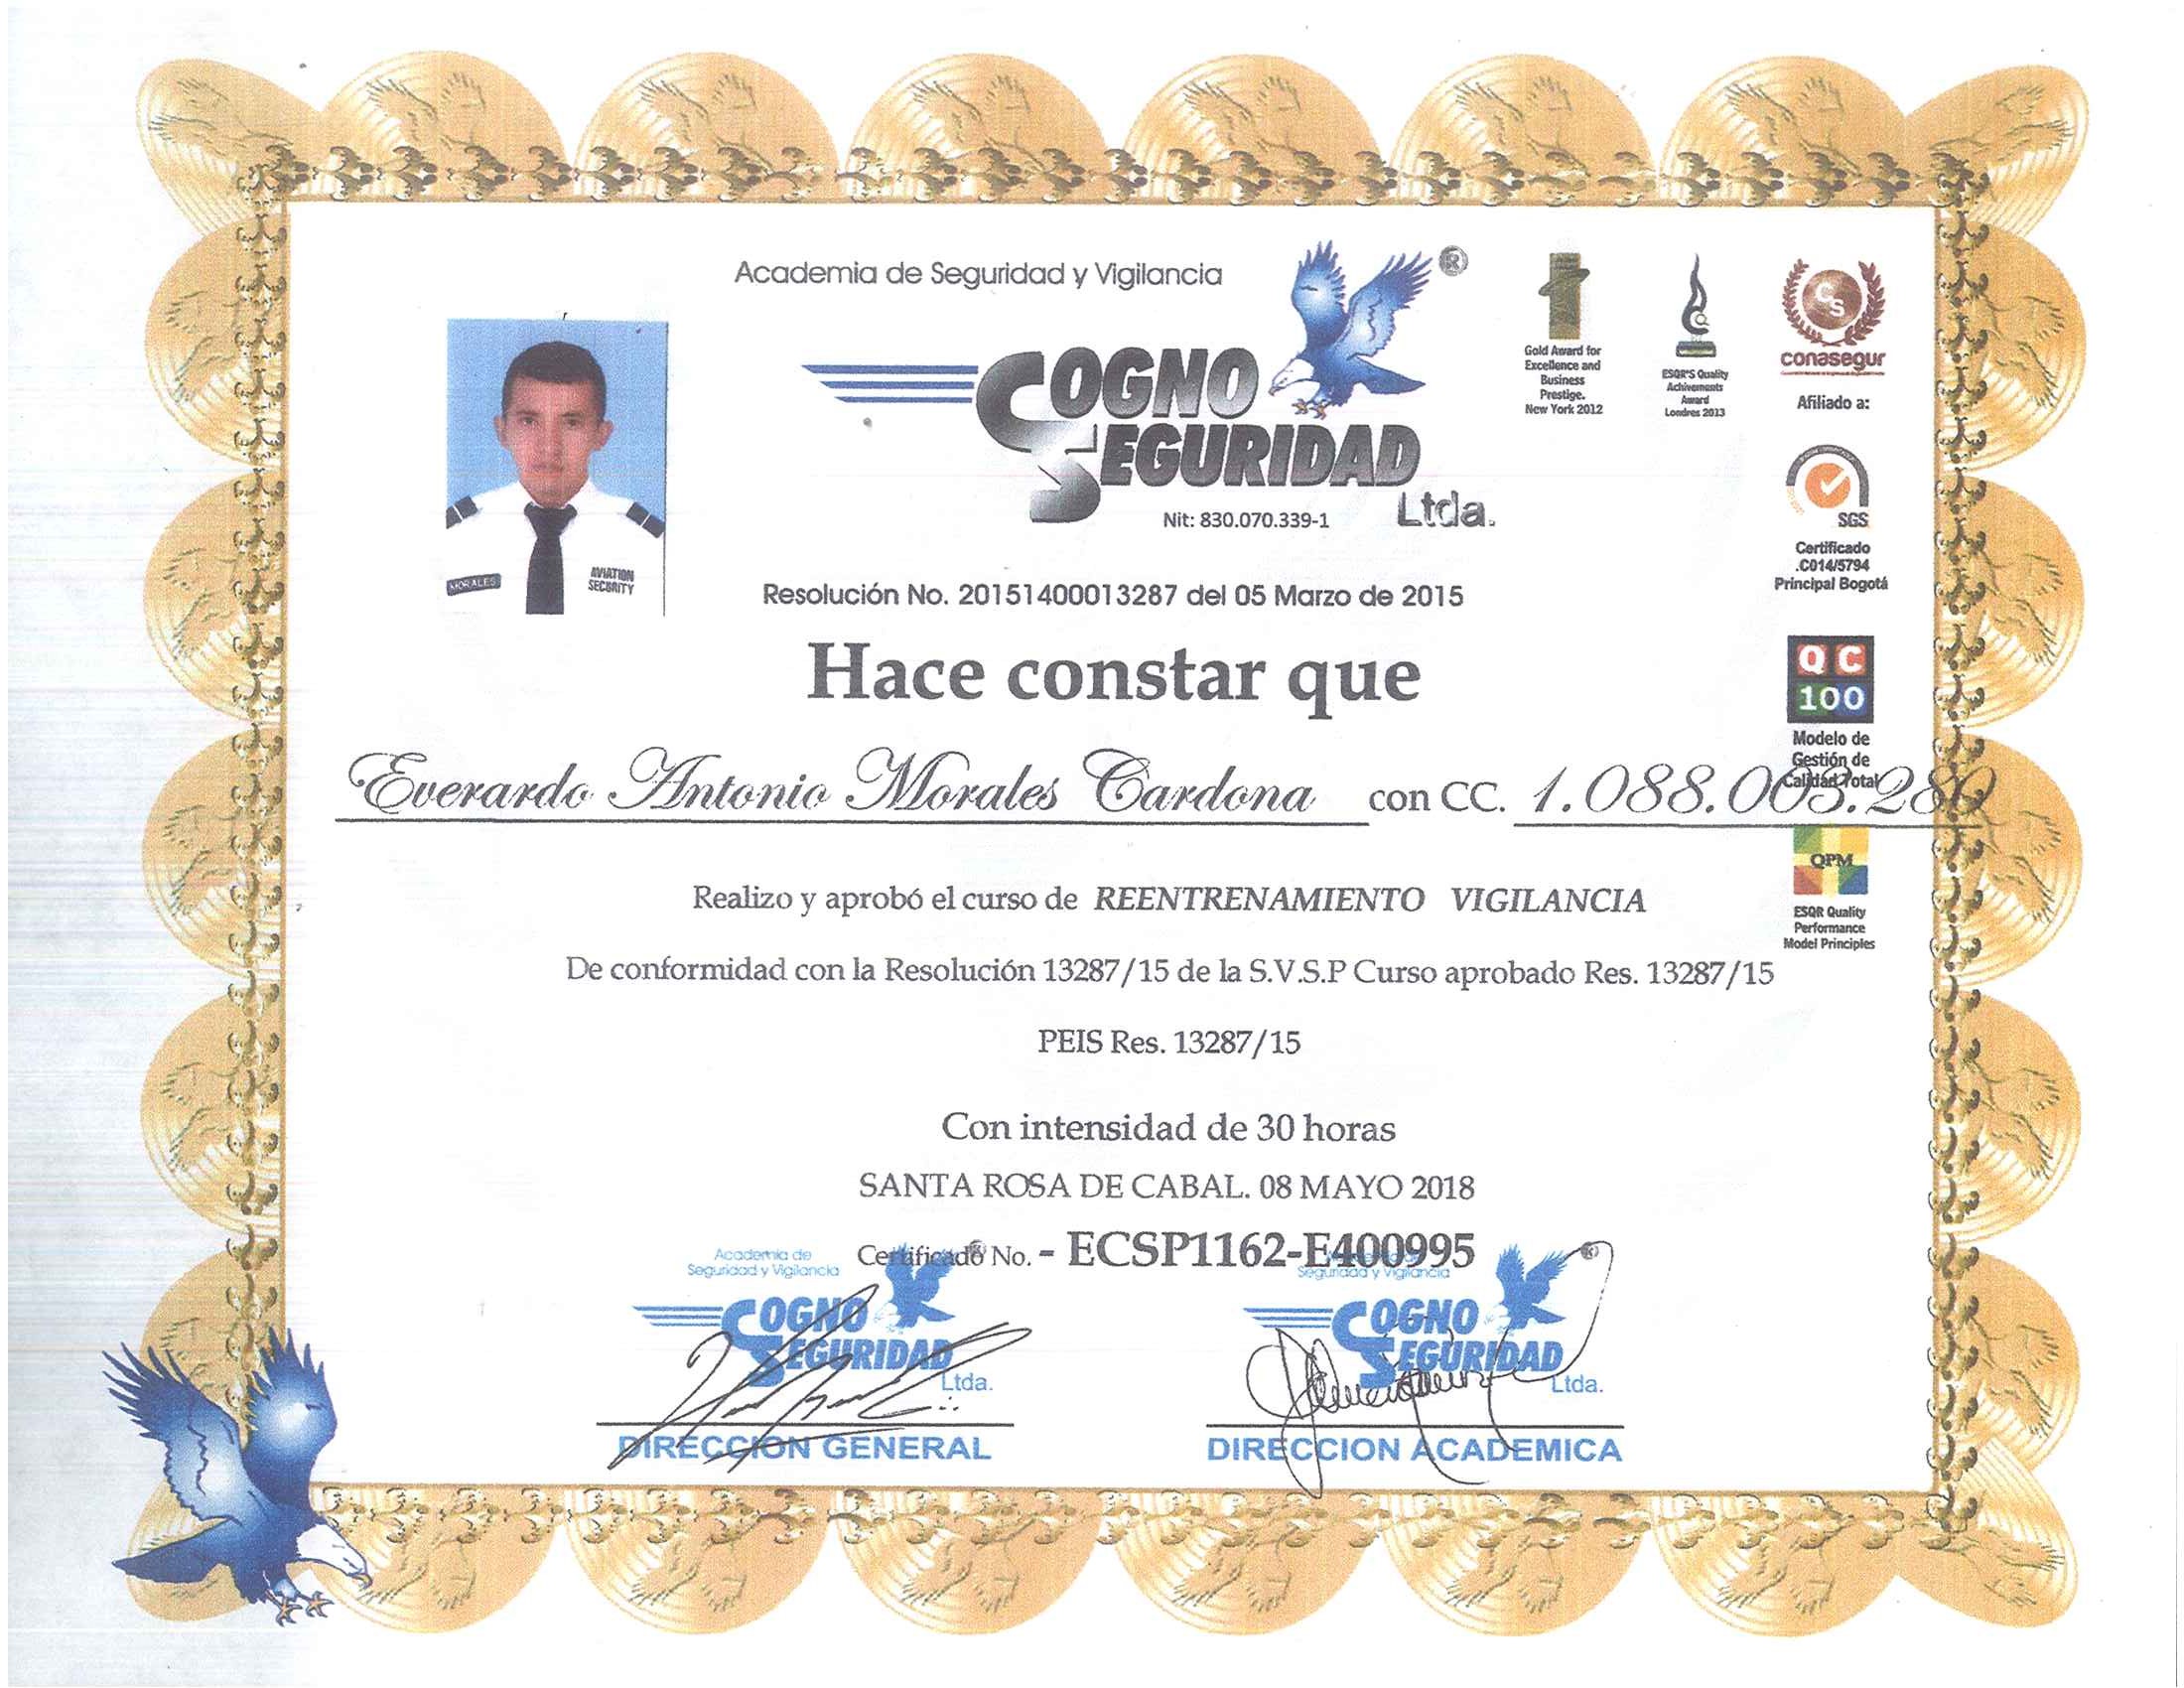 Academia de Seguridad y Vigilancia
®
COGNO
SEGURIDAD
Ltda.
Nit: 830.070.339-1
Gold Award for
Excellence and
Business
Prestige.
New York 2012
ESQR'S Quality
Achivements
Award
Londres 2013
CS
conasegur
Afiliado a:
SGS
Certificado
.CO14/5794
Principal Bogotá
MORALES
AVIATION
SECURITY
Resolución No. 20151400013287 del 05 Marzo de 2015
Hace constar que
QC
100
Modelo de
Gestión de
Calidad Total
Everardo Antonio Morales Cardona con CC. 1.088.005.280
QPM
ESQR Quality
Performance
Model Principles
Realizo y aprobó el curso de REENTRENAMIENTO VIGILANCIA
De conformidad con la Resolución 13287/15 de la S.V.S.P Curso aprobado Res. 13287/15
PEIS Res. 13287/15
Con intensidad de 30 horas
SANTA ROSA DE CABAL. 08 MAYO 2018
Certificado No. - ECSP1162-E400995
Academia de
Seguridad y Vigilancia
®
COGNO
SEGURIDAD
Ltda.
DIRECCION GENERAL
Academia de
Seguridad y Vigilancia
®
COGNO
SEGURIDAD
Ltda.
DIRECCION ACADEMICA